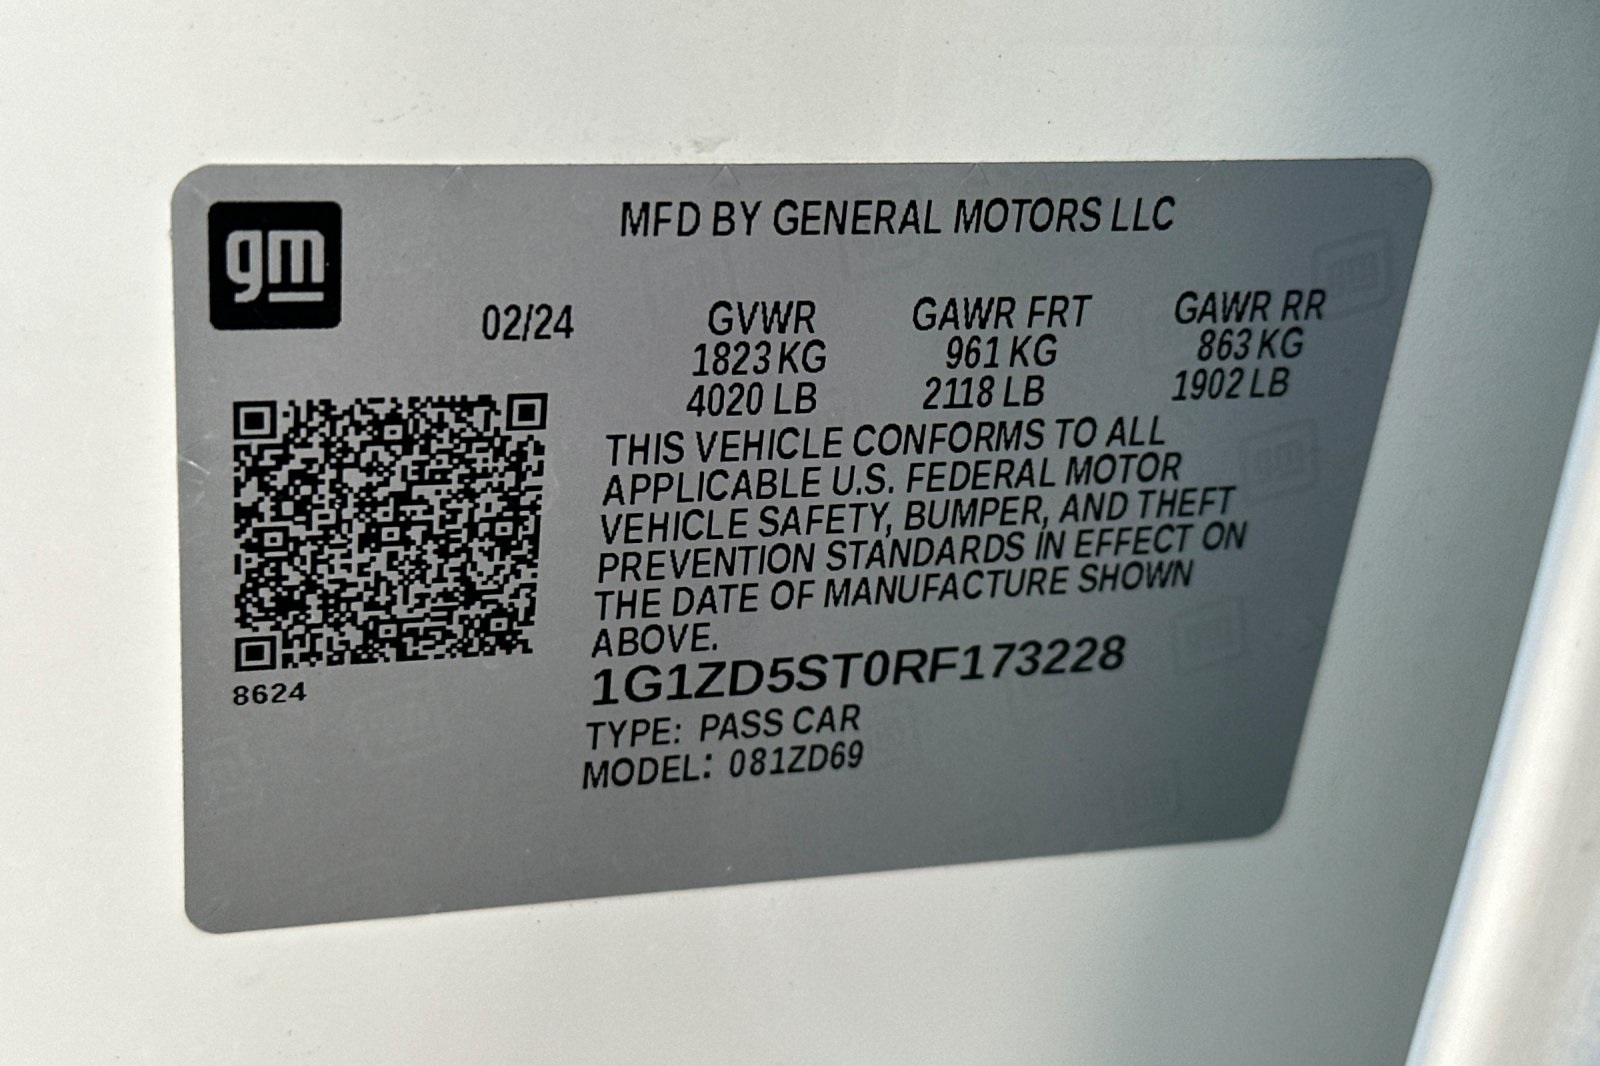 gm
MFD BY GENERAL MOTORS LLC
02/24 GVWR GAWR FRT GAWR RR
1823 KG 961 KG 863 KG
4020 LB 2118 LB 1902 LB
THIS VEHICLE CONFORMS TO ALL
APPLICABLE U.S. FEDERAL MOTOR
VEHICLE SAFETY, BUMPER, AND THEFT
PREVENTION STANDARDS IN EFFECT ON
THE DATE OF MANUFACTURE SHOWN
ABOVE.
8624
1G1ZD5ST0RF173228
TYPE: PASS CAR
MODEL: 081ZD69